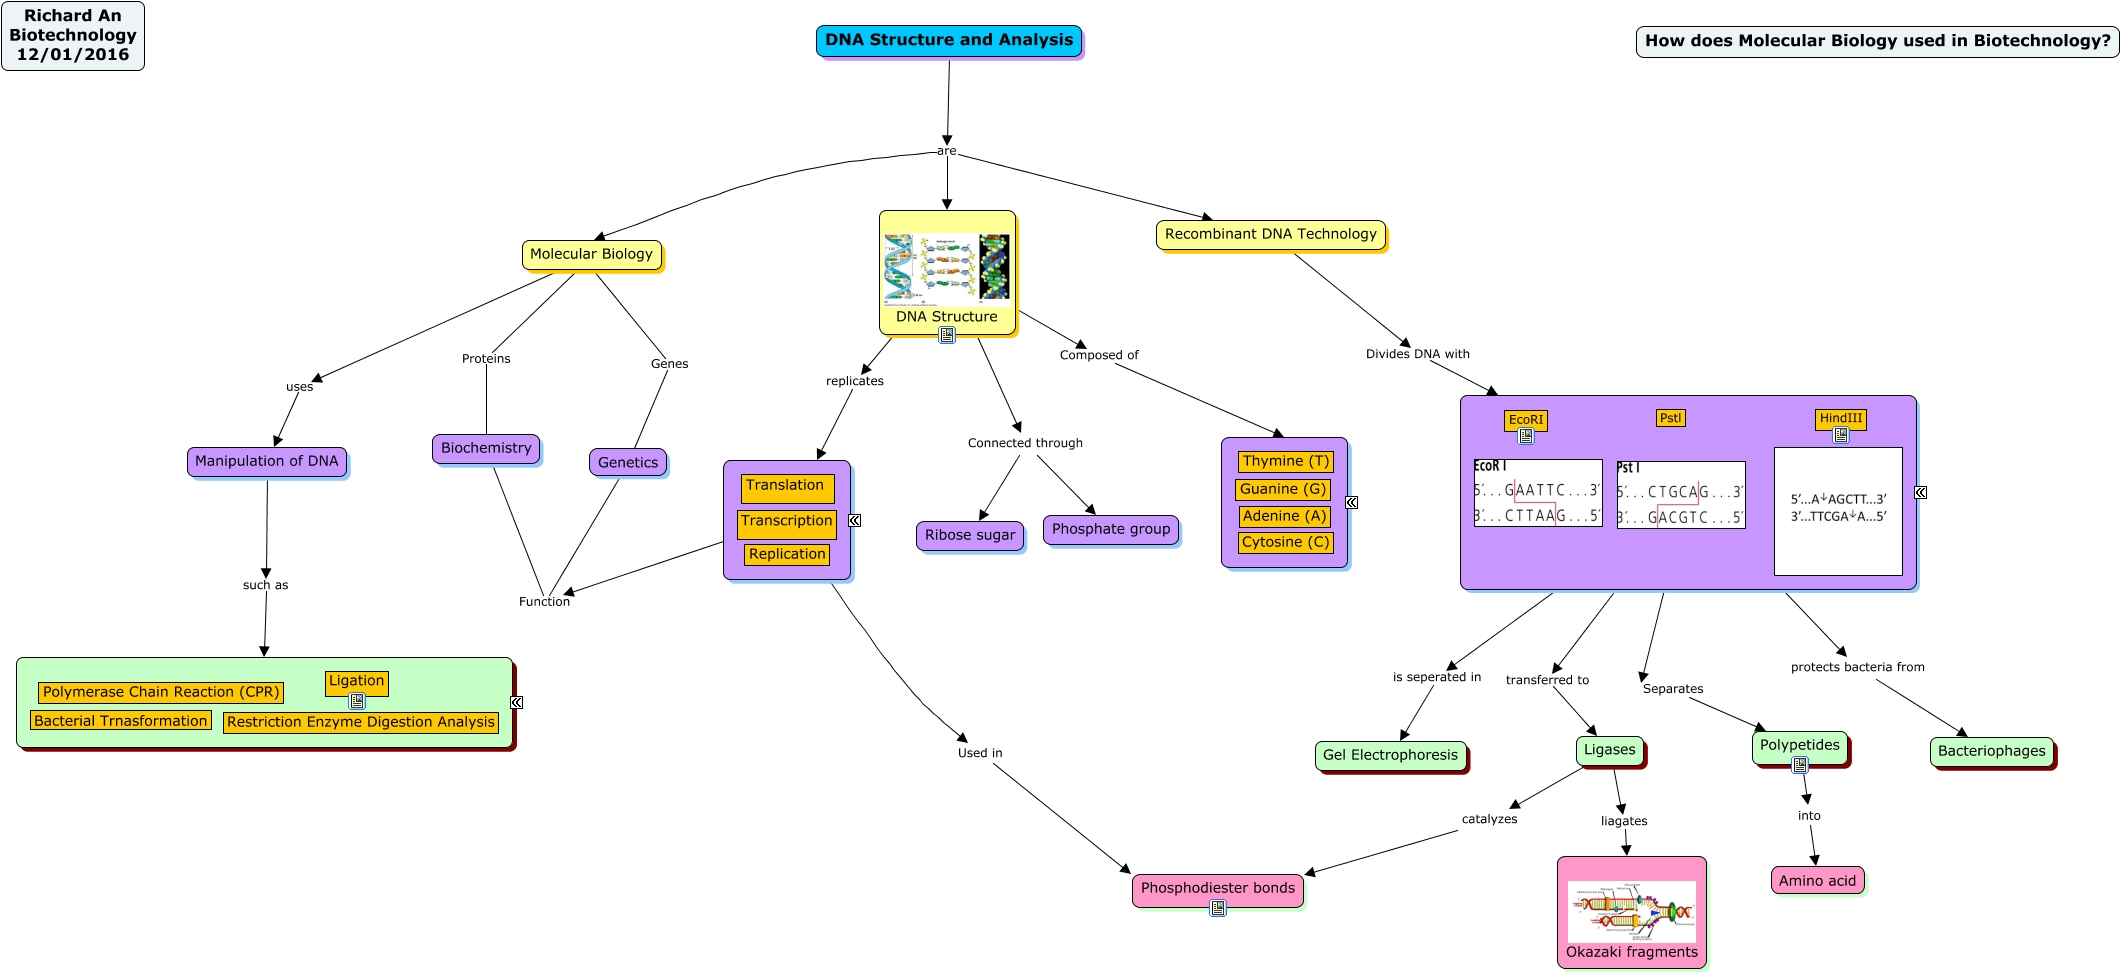 Richard An
Biotechnology
12/01/2016
DNA Structure and Analysis
How does Molecular Biology used in Biotechnology?
are
Molecular Biology
DNA Structure
Recombinant DNA Technology
uses
Proteins
Genes
replicates
Connected through
Composed of
Divides DNA with
Manipulation of DNA
Biochemistry
Genetics
Translation
Transcription
Replication
Ribose sugar
Phosphate group
Thymine (T)
Guanine (G)
Adenine (A)
Cytosine (C)
EcoRI
PstI
HindIII
EcoR I
5′...GAATTC...3′
3′...CTTAAG...5′
Pst I
5′...CTGCAG...3′
3′...GACGTC...5′
5′...A↓AGCTT...3′
3′...TTCGA↓A...5′
such as
Function
Polymerase Chain Reaction (CPR)
Ligation
Bacterial Trnasformation
Restriction Enzyme Digestion Analysis
Used in
is seperated in
transferred to
Separates
protects bacteria from
Gel Electrophoresis
Ligases
Polypetides
Bacteriophages
catalyzes
liagates
into
Phosphodiester bonds
Okazaki fragments
Amino acid